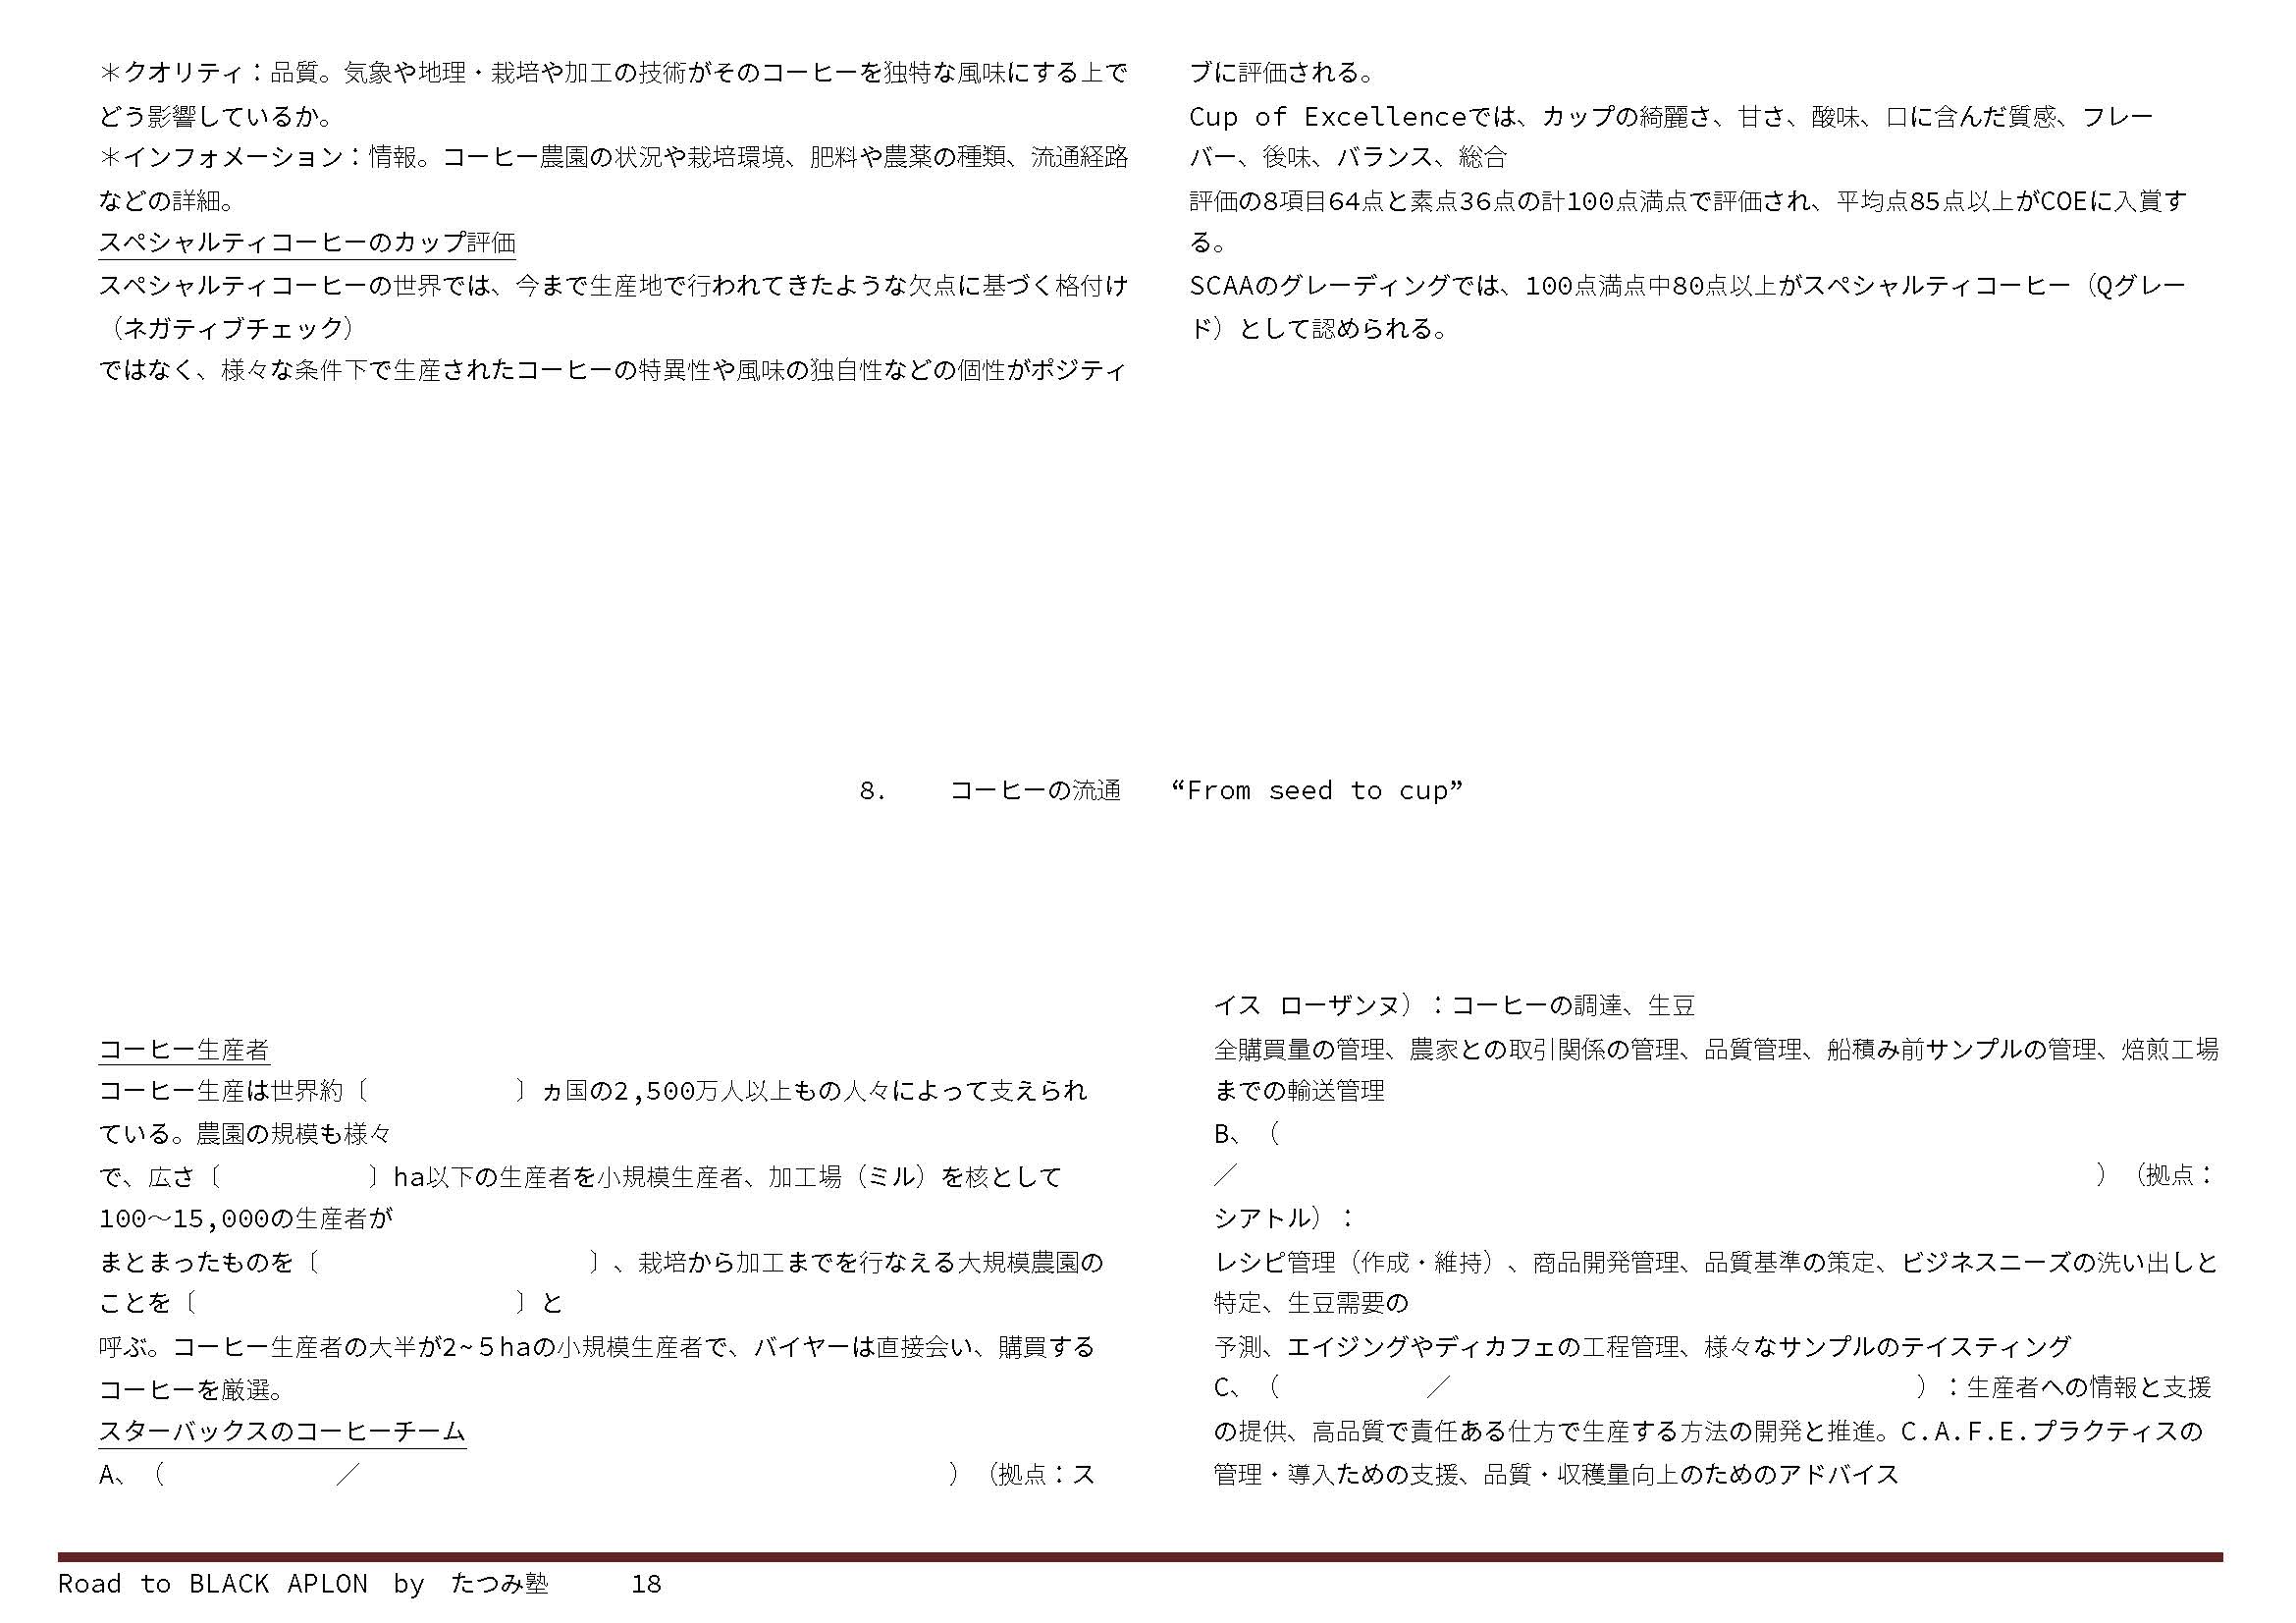 ＊クオリティ：品質。気象や地理・栽培や加工の技術がそのコーヒーを独特な風味にする上で
どう影響しているか。
＊インフォメーション：情報。コーヒー農園の状況や栽培環境、肥料や農薬の種類、流通経路
などの詳細。
スペシャルティコーヒーのカップ評価
スペシャルティコーヒーの世界では、今まで生産地で行われてきたような欠点に基づく格付け
（ネガティブチェック）
ではなく、様々な条件下で生産されたコーヒーの特異性や風味の独自性などの個性がポジティ
ブに評価される。
Cup of Excellenceでは、カップの綺麗さ、甘さ、酸味、口に含んだ質感、フレー
バー、後味、バランス、総合
評価の8項目64点と素点36点の計100点満点で評価され、平均点85点以上がCOEに入賞す
る。
SCAAのグレーディングでは、100点満点中80点以上がスペシャルティコーヒー（Qグレー
ド）として認められる。
8.　コーヒーの流通　“From seed to cup”
コーヒー生産者
コーヒー生産は世界約〔　　　　　　〕ヵ国の2,500万人以上もの人々によって支えられ
ている。農園の規模も様々
で、広さ〔　　　　　　〕ha以下の生産者を小規模生産者、加工場（ミル）を核として
100～15,000の生産者が
まとまったものを〔　　　　　　　　　　　〕、栽培から加工までを行なえる大規模農園の
ことを〔　　　　　　　　　　　　　〕と
呼ぶ。コーヒー生産者の大半が2~５haの小規模生産者で、バイヤーは直接会い、購買する
コーヒーを厳選。
スターバックスのコーヒーチーム
A、（　　　　　　　／　　　　　　　　　　　　　　　　　　　　　　　　）（拠点：ス
イス ローザンヌ）：コーヒーの調達、生豆
全購買量の管理、農家との取引関係の管理、品質管理、船積み前サンプルの管理、焙煎工場
までの輸送管理
B、（
／　　　　　　　　　　　　　　　　　　　　　　　　　　　　　　　　　　　）（拠点：
シアトル）：
レシピ管理（作成・維持）、商品開発管理、品質基準の策定、ビジネスニーズの洗い出しと
特定、生豆需要の
予測、エイジングやディカフェの工程管理、様々なサンプルのテイスティング
C、（　　　　　　／　　　　　　　　　　　　　　　　　　　）：生産者への情報と支援
の提供、高品質で責任ある仕方で生産する方法の開発と推進。C.A.F.E.プラクティスの
管理・導入ための支援、品質・収穫量向上のためのアドバイス
Road to BLACK APLON by たつみ塾　18